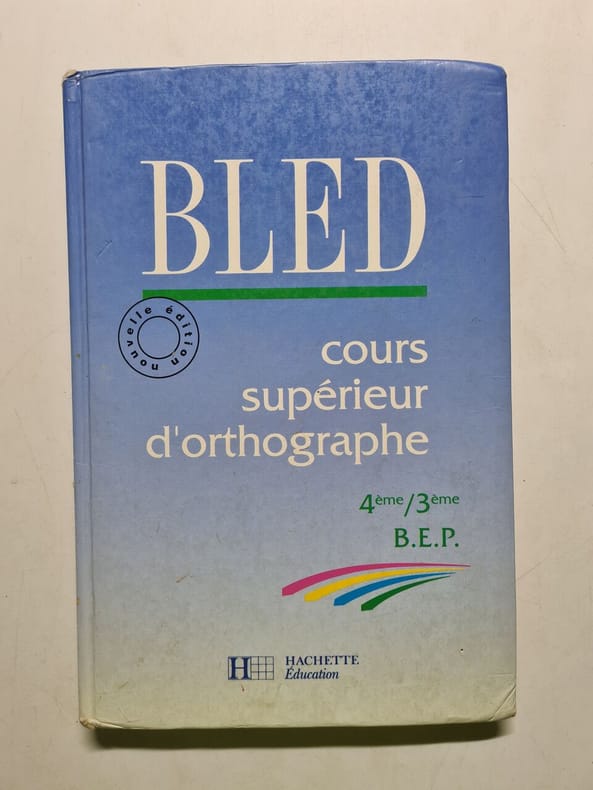 BLED
nouvelle édition
cours
supérieur
d'orthographe
4ème/3ème
B.E.P.
H HACHETTE
Éducation